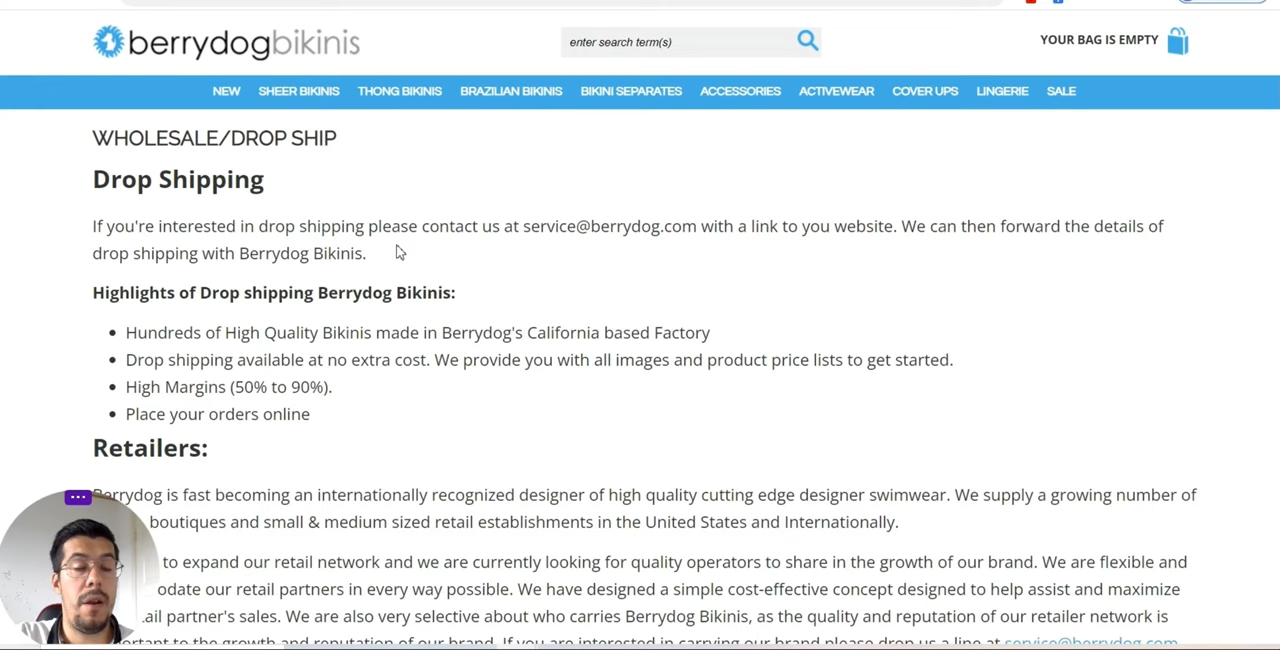 berrydogbikinis
enter search term(s)
YOUR BAG IS EMPTY
NEW SHEER BIKINIS THONG BIKINIS BRAZILIAN BIKINIS BIKINI SEPARATES ACCESSORIES ACTIVEWEAR COVER UPS LINGERIE SALE
WHOLESALE/DROP SHIP
Drop Shipping
If you're interested in drop shipping please contact us at service@berrydog.com with a link to you website. We can then forward the details of
drop shipping with Berrydog Bikinis.
Highlights of Drop shipping Berrydog Bikinis:
• Hundreds of High Quality Bikinis made in Berrydog's California based Factory
• Drop shipping available at no extra cost. We provide you with all images and product price lists to get started.
• High Margins (50% to 90%).
• Place your orders online
Retailers:
Berrydog is fast becoming an internationally recognized designer of high quality cutting edge designer swimwear. We supply a growing number of
boutiques and small & medium sized retail establishments in the United States and Internationally.
to expand our retail network and we are currently looking for quality operators to share in the growth of our brand. We are flexible and
our retail partners in every way possible. We have designed a simple cost-effective concept designed to help assist and maximize
partner's sales. We are also very selective about who carries Berrydog Bikinis, as the quality and reputation of our retailer network is
to the growth and reputation of our brand. If you are interested in carrying our brand please drop us a line at service@berrydog.com